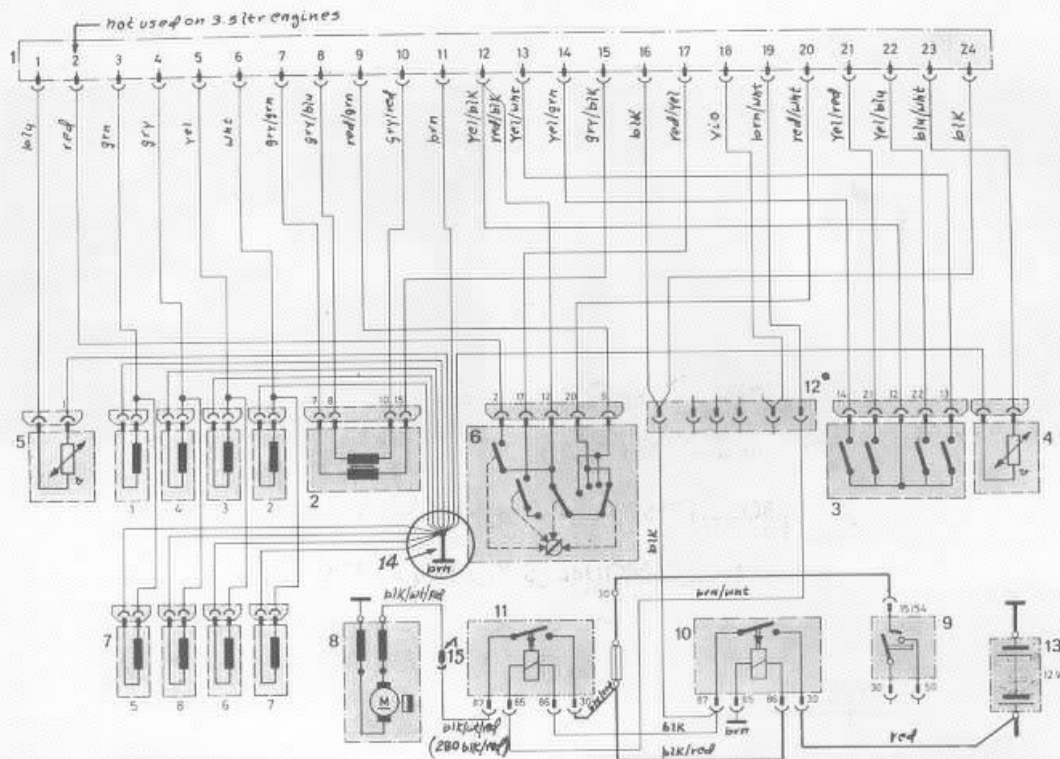 not used on 3.5 ltr engines
1
1 2 3 4 5 6 7 8 9 10 11 12 13 14 15 16 17 18 19 20 21 22 23 24
blu red grn gry yel wht gry/grn gry/blu red/grn gry/red brn yel/blk red/blk yel/wht yel/grn gry/blk blk red/yel vio brn/wht red/wht yel/red yel/blu blu/wht blk
12
1 7 8 10 15 2 17 12 20 9 14 21 12 22 13
5 6 4
1 4 3 2 2 3
14
brn
blk
blk/wt/red 30 brn/wht
11 15/54
7 8 15 10 9 13
M 12 V
30 50
5 8 6 7 87 85 86 30 87 85 86 30
blk/wt/red blk brn red
(280 blk/red) blk/red